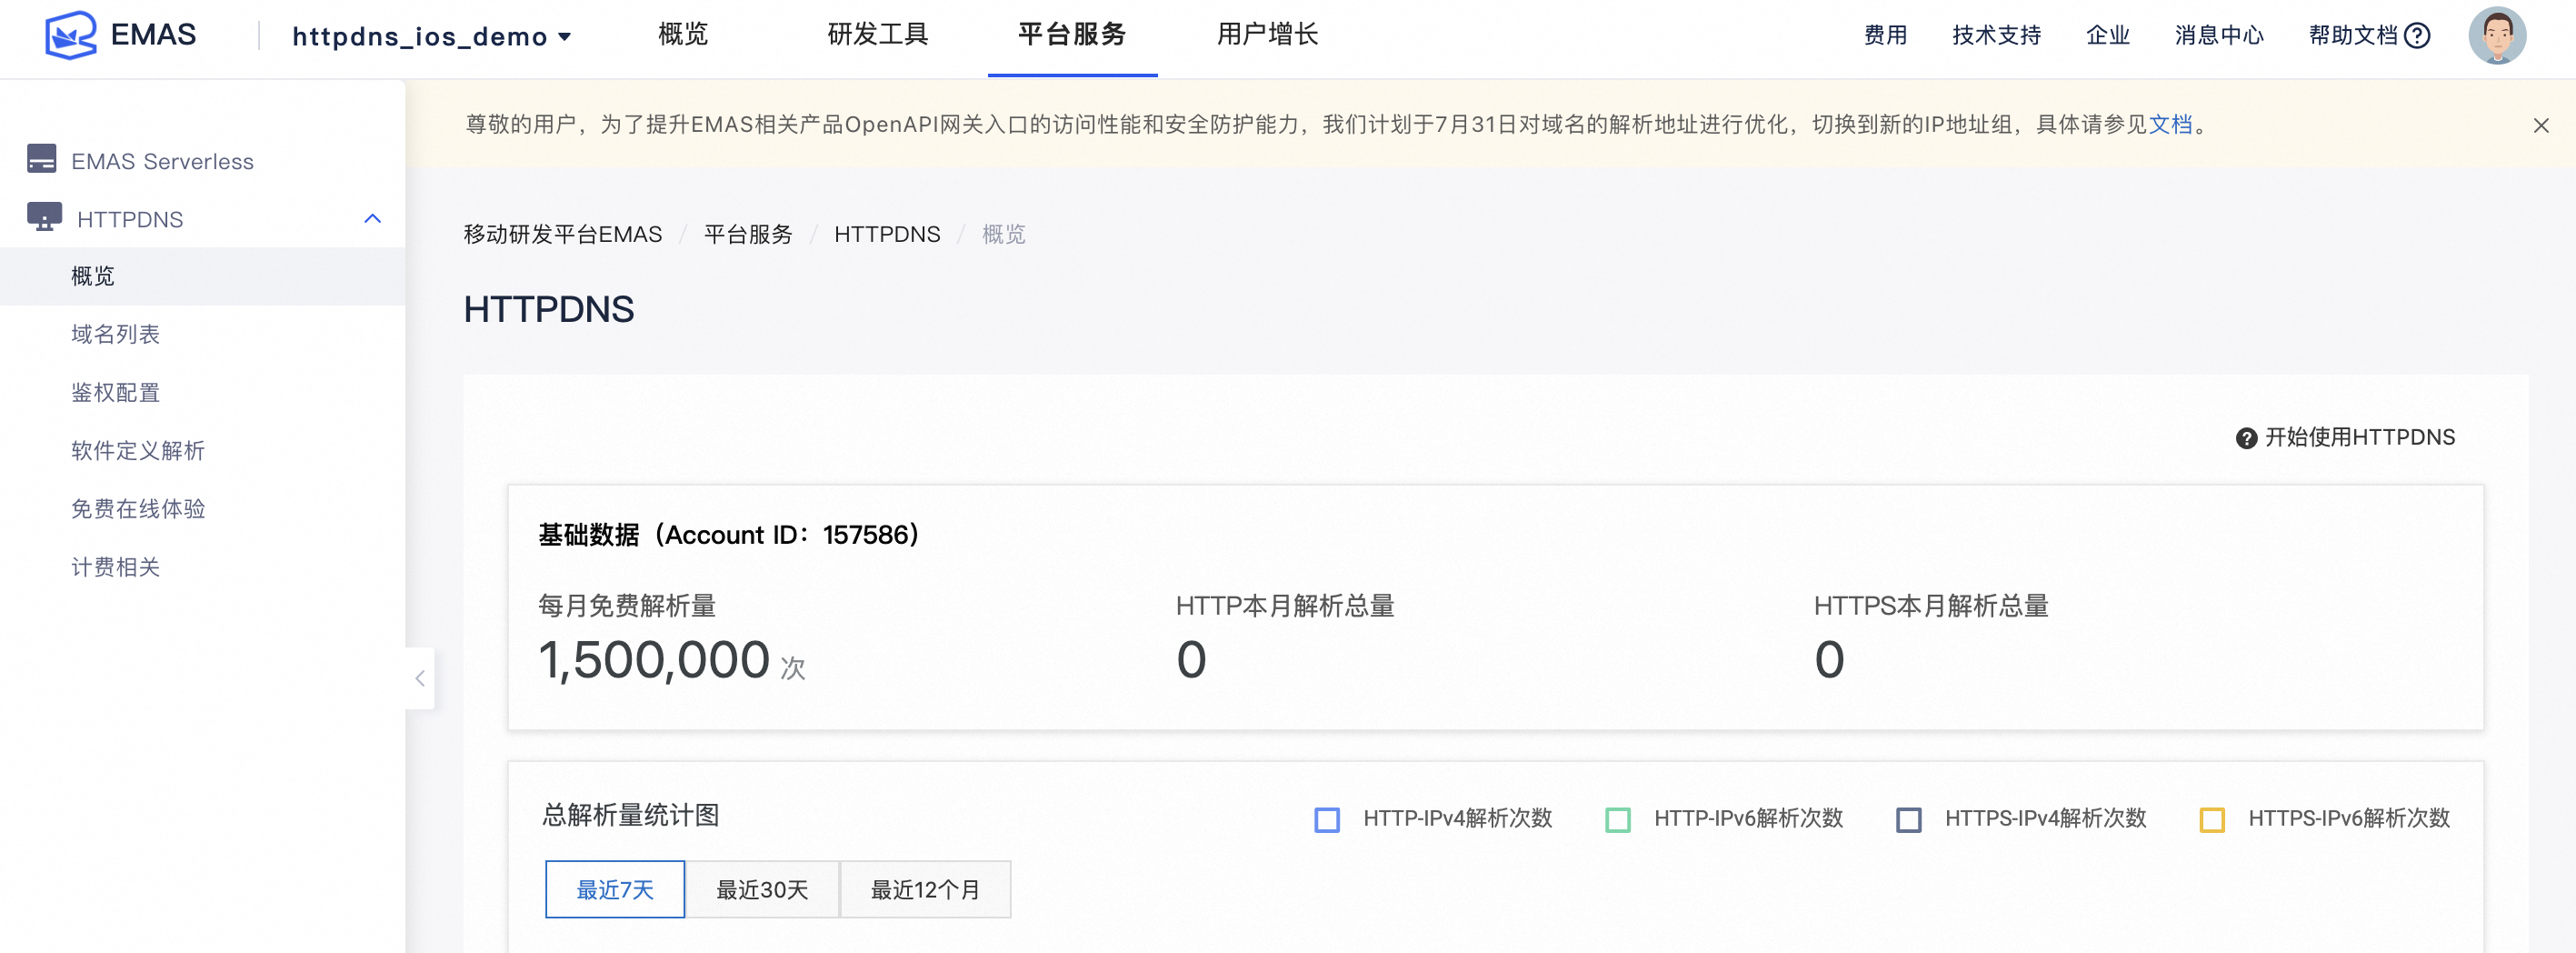 EMAS
httpdns_ios_demo
概览
研发工具
平台服务
用户增长
费用
技术支持
企业
消息中心
帮助文档
EMAS Serverless
HTTPDNS
概览
域名列表
鉴权配置
软件定义解析
免费在线体验
计费相关
尊敬的用户，为了提升EMAS相关产品OpenAPI网关入口的访问性能和安全防护能力，我们计划于7月31日对域名的解析地址进行优化，切换到新的IP地址组，具体请参见文档。
移动研发平台EMAS / 平台服务 / HTTPDNS / 概览
HTTPDNS
开始使用HTTPDNS
基础数据（Account ID：157586）
每月免费解析量
1,500,000 次
HTTP本月解析总量
0
HTTPS本月解析总量
0
总解析量统计图
HTTP-IPv4解析次数
HTTP-IPv6解析次数
HTTPS-IPv4解析次数
HTTPS-IPv6解析次数
最近7天
最近30天
最近12个月